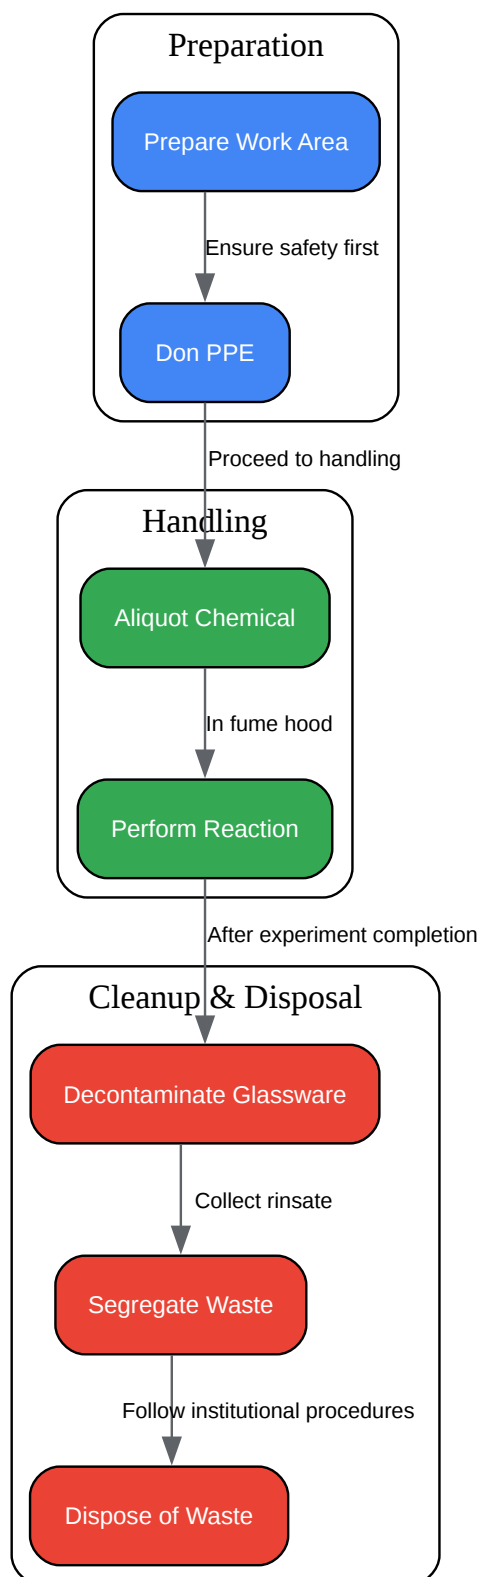 Preparation
Prepare Work Area
Ensure safety first
Don PPE
Proceed to handling
Handling
Aliquot Chemical
In fume hood
Perform Reaction
After experiment completion
Cleanup & Disposal
Decontaminate Glassware
Collect rinsate
Segregate Waste
Follow institutional procedures
Dispose of Waste